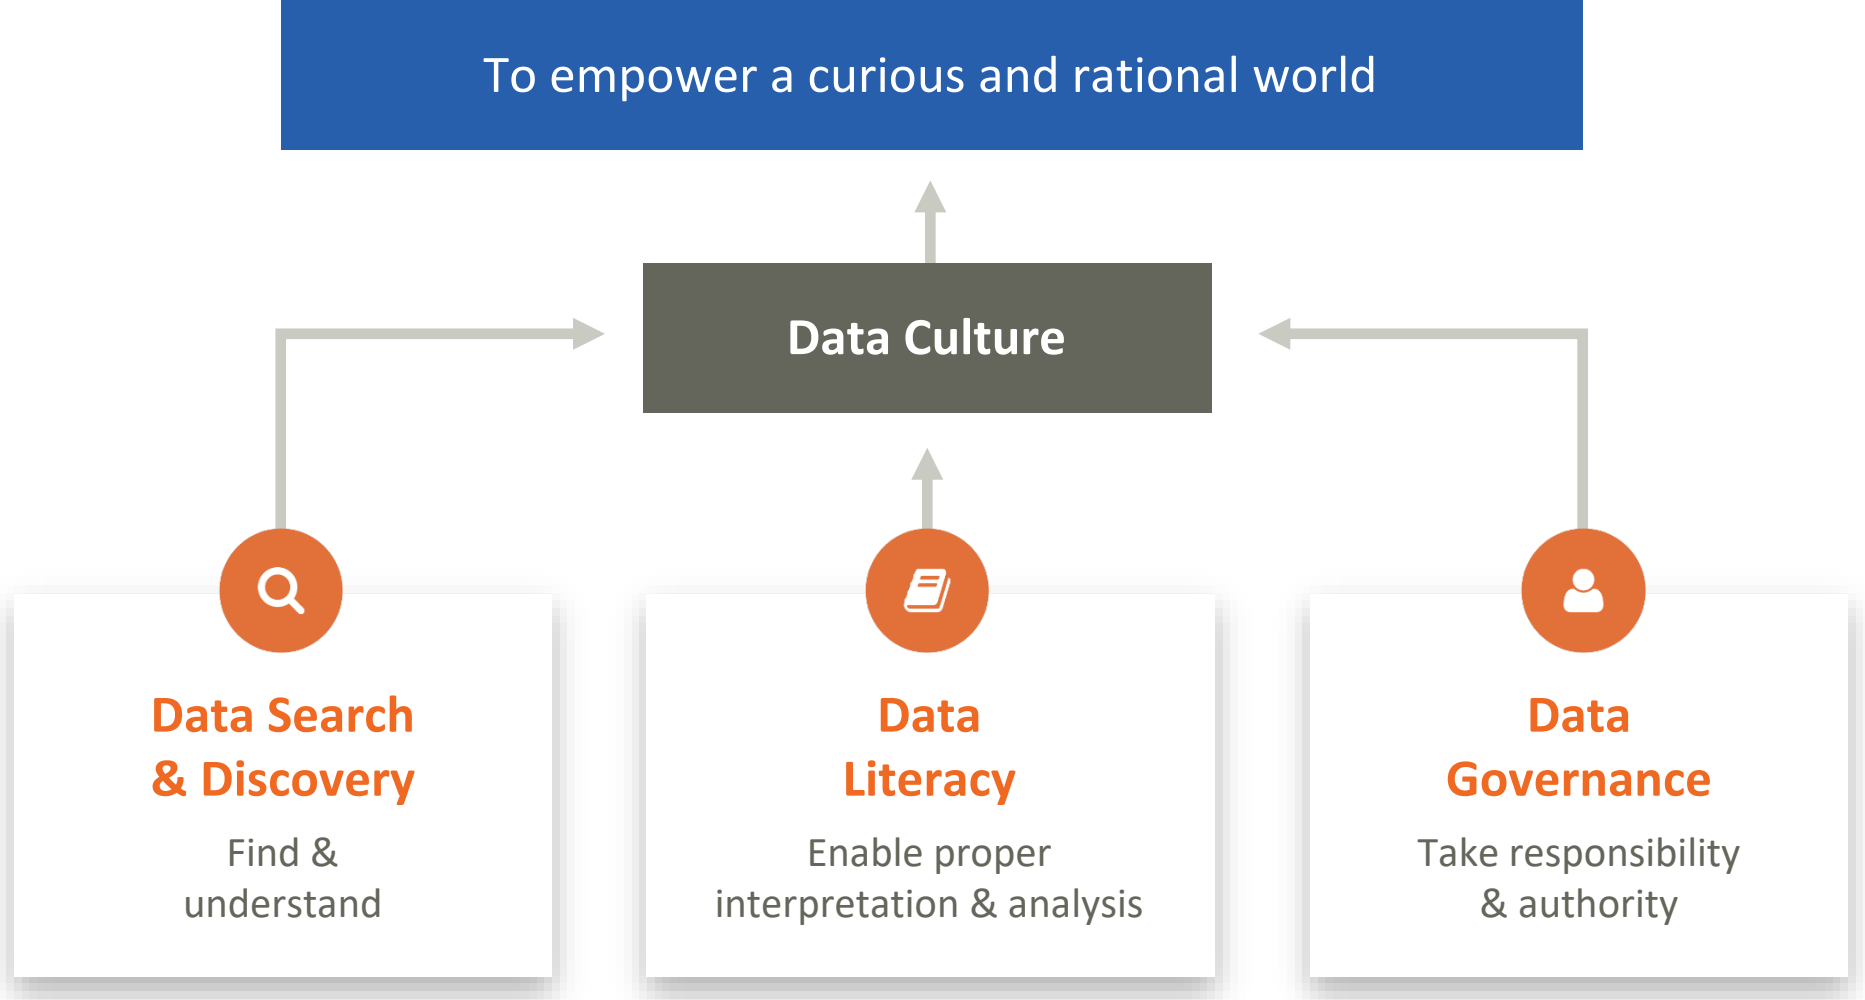 To empower a curious and rational world
Data Culture
Data Search
& Discovery
Find &
understand
Data
Literacy
Enable proper
interpretation & analysis
Data
Governance
Take responsibility
& authority